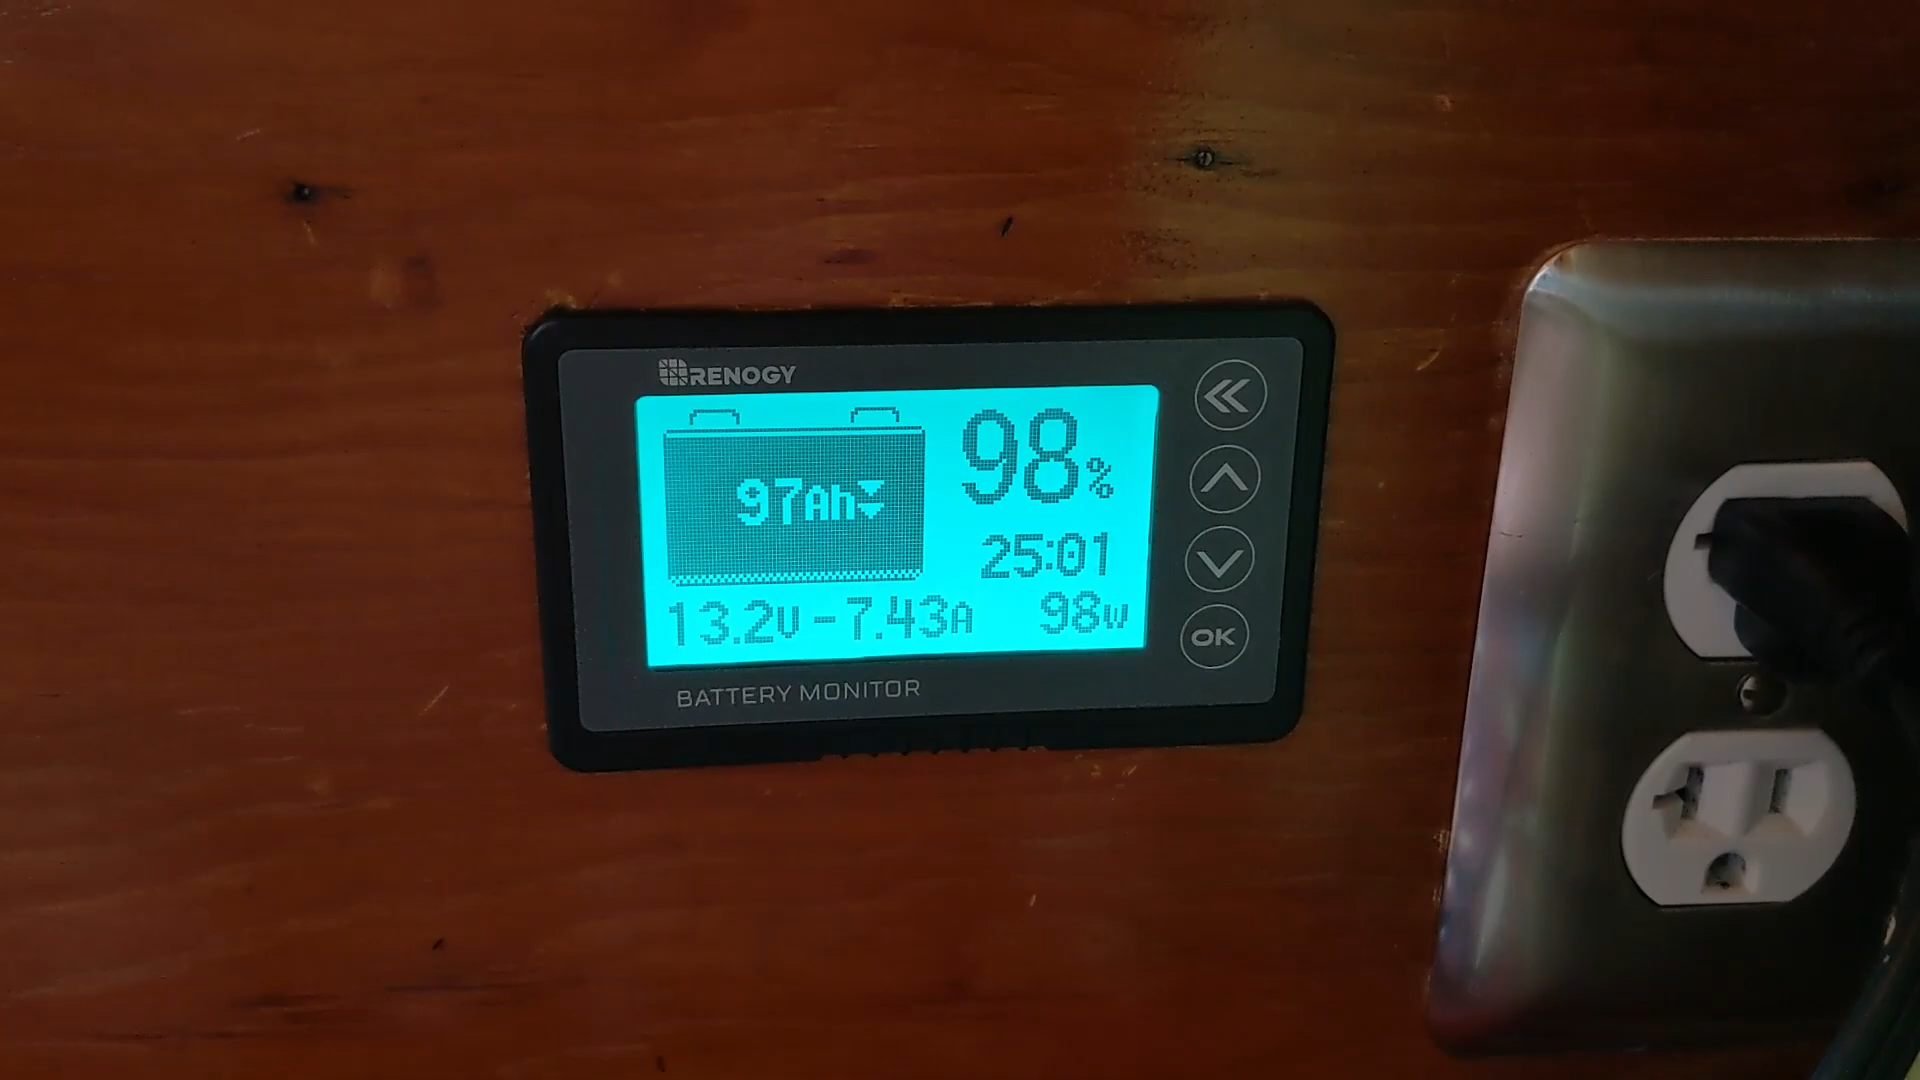 RENOGY
97Ah
98%
25:01
13.2V -7.43A 98W
OK
BATTERY MONITOR